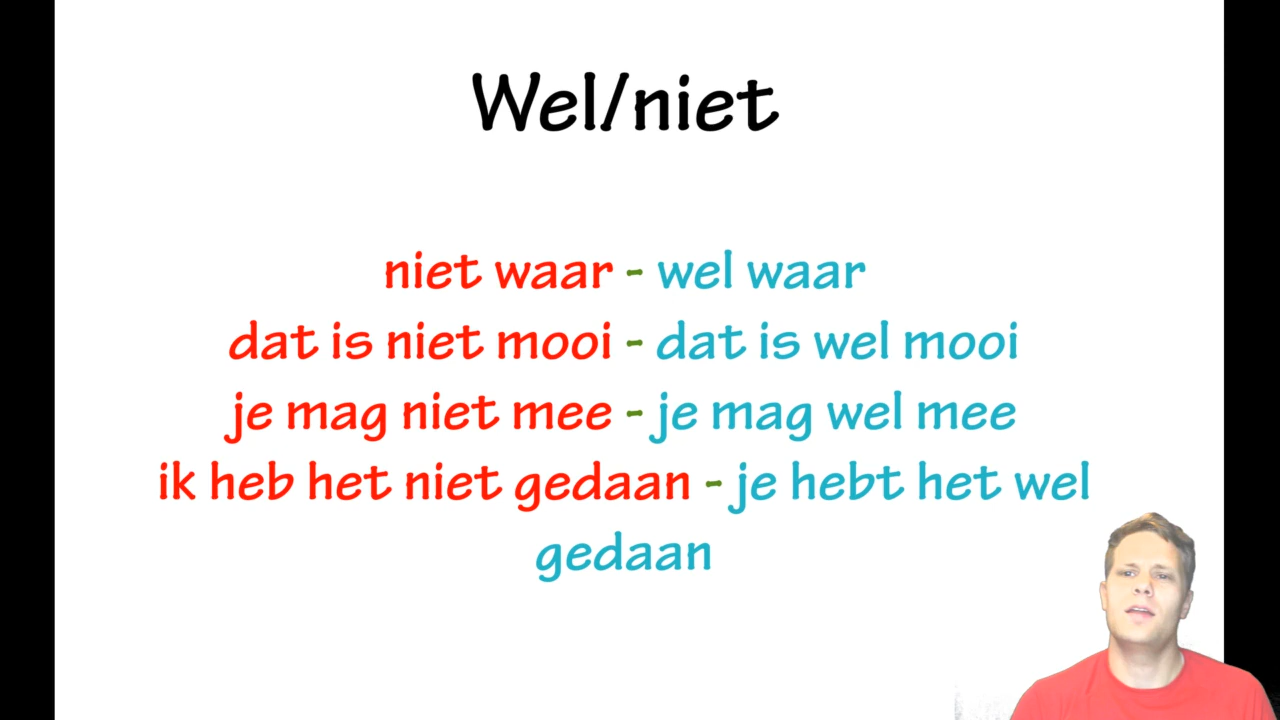 Wel/niet
niet waar - wel waar
dat is niet mooi - dat is wel mooi
je mag niet mee - je mag wel mee
ik heb het niet gedaan - je hebt het wel
gedaan